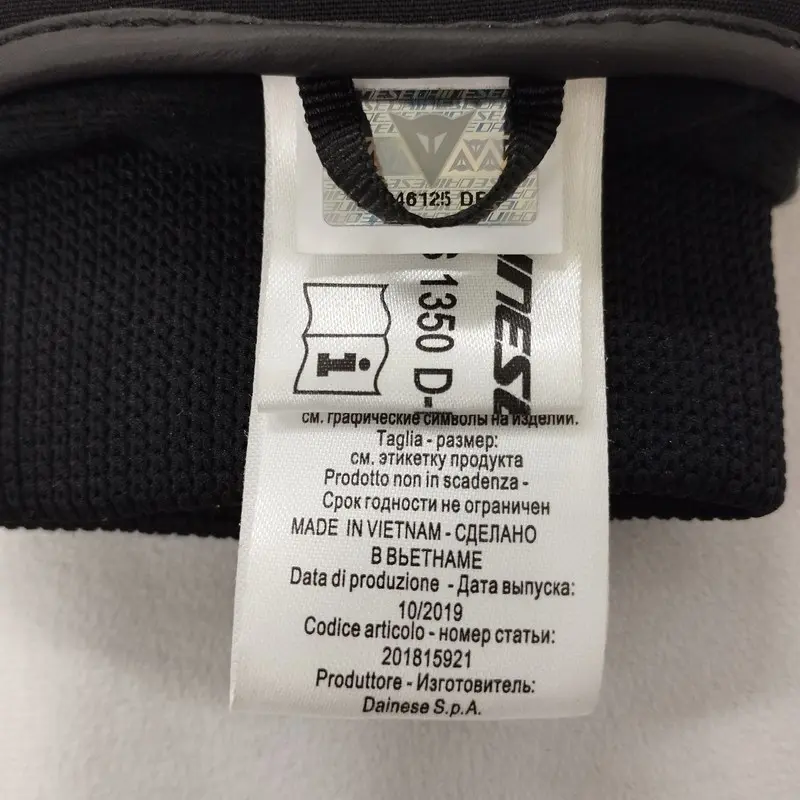 46125 DE
1350 D-
см. графические символы на изделии.
Taglia - размер:
см. этикетку продукта
Prodotto non in scadenza -
Срок годности не ограничен
MADE IN VIETNAM - СДЕЛАНО
В ВЬЕТНАМЕ
Data di produzione - Дата выпуска:
10/2019
Codice articolo - номер статьи:
201815921
Produttore - Изготовитель:
Dainese S.p.A.